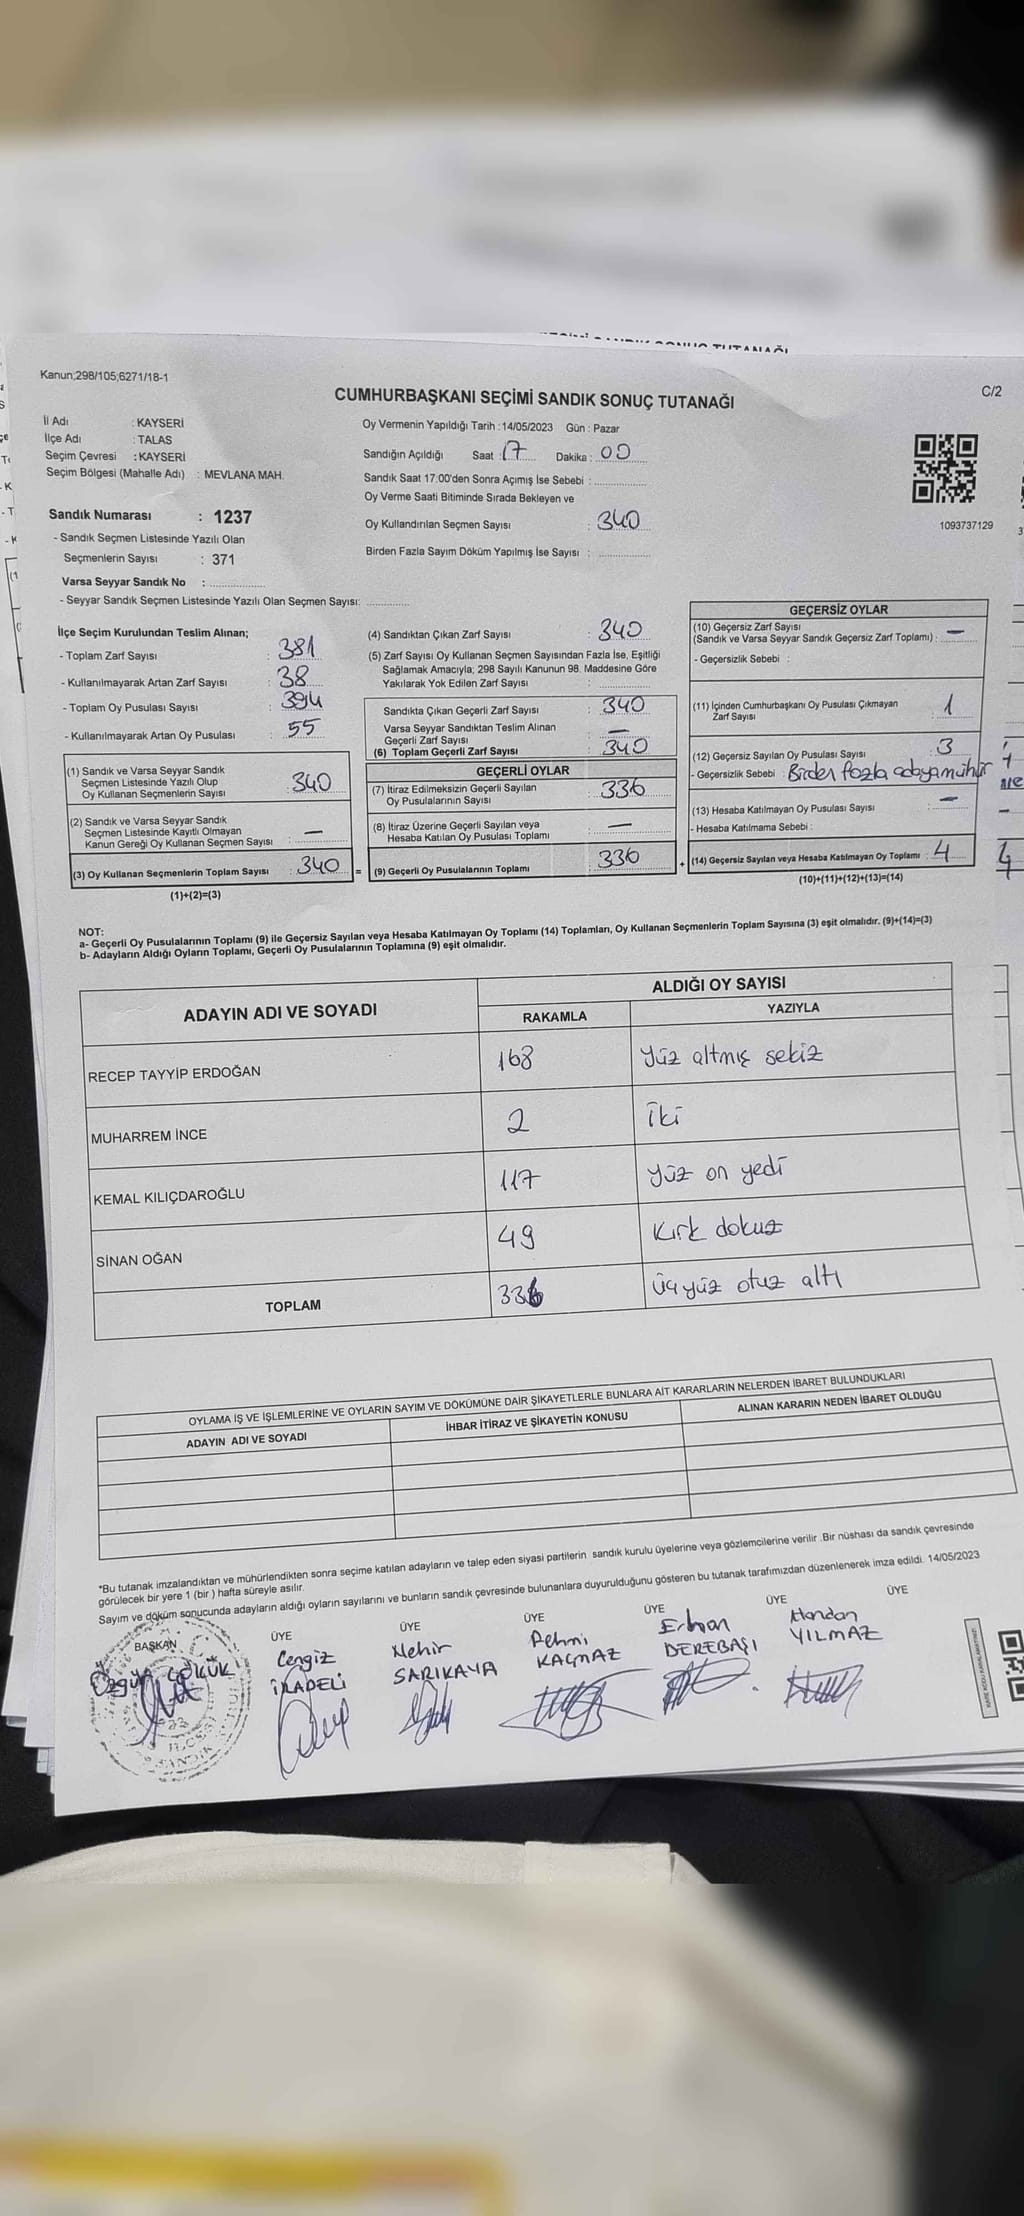 Kanun;298/105;6271/18-1
C/2
CUMHURBAŞKANI SEÇİMİ SANDIK SONUÇ TUTANAĞI
İl Adı : KAYSERİ
İlçe Adı : TALAS
Seçim Çevresi : KAYSERİ
Seçim Bölgesi (Mahalle Adı) : MEVLANA MAH.
Sandık Numarası : 1237
- Sandık Seçmen Listesinde Yazılı Olan
Seçmenlerin Sayısı : 371
Varsa Seyyar Sandık No :
- Seyyar Sandık Seçmen Listesinde Yazılı Olan Seçmen Sayısı:
Oy Vermenin Yapıldığı Tarih : 14/05/2023 Gün : Pazar
Sandığın Açıldığı Saat : 17 Dakika : 00
Sandık Saat 17:00'den Sonra Açımış İse Sebebi :
Oy Verme Saati Bitiminde Sırada Bekleyen ve
Oy Kullandırılan Seçmen Sayısı : 340
Birden Fazla Sayım Döküm Yapılmış İse Sayısı :
1093737129
İlçe Seçim Kurulundan Teslim Alınan;
- Toplam Zarf Sayısı : 381
- Kullanılmayarak Artan Zarf Sayısı : 38
- Toplam Oy Pusulası Sayısı : 394
- Kullanılmayarak Artan Oy Pusulası : 55
(1) Sandık ve Varsa Seyyar Sandık
Seçmen Listesinde Yazılı Olup
Oy Kullanan Seçmenlerin Sayısı : 340
(2) Sandık ve Varsa Seyyar Sandık
Seçmen Listesinde Kayıtlı Olmayan
Kanun Gereği Oy Kullanan Seçmen Sayısı : —
(3) Oy Kullanan Seçmenlerin Toplam Sayısı : 340 =
(1)+(2)=(3)
(4) Sandıktan Çıkan Zarf Sayısı : 340
(5) Zarf Sayısı Oy Kullanan Seçmen Sayısından Fazla İse, Eşitliği
Sağlamak Amacıyla; 298 Sayılı Kanunun 98. Maddesine Göre
Yakılarak Yok Edilen Zarf Sayısı :
Sandıkta Çıkan Geçerli Zarf Sayısı : 340
Varsa Seyyar Sandıktan Teslim Alınan
Geçerli Zarf Sayısı : —
(6) Toplam Geçerli Zarf Sayısı : 340
GEÇERLİ OYLAR
(7) İtiraz Edilmeksizin Geçerli Sayılan
Oy Pusulalarının Sayısı : 336
(8) İtiraz Üzerine Geçerli Sayılan veya
Hesaba Katılan Oy Pusulası Toplamı : —
(9) Geçerli Oy Pusulalarının Toplamı : 336 +
GEÇERSİZ OYLAR
(10) Geçersiz Zarf Sayısı
(Sandık ve Varsa Seyyar Sandık Geçersiz Zarf Toplamı) : —
- Geçersizlik Sebebi :
(11) İçinden Cumhurbaşkanı Oy Pusulası Çıkmayan
Zarf Sayısı : 1
(12) Geçersiz Sayılan Oy Pusulası Sayısı : 3
- Geçersizlik Sebebi : Birden fazla adaya mühür
(13) Hesaba Katılmayan Oy Pusulası Sayısı : —
- Hesaba Katılmama Sebebi :
(14) Geçersiz Sayılan veya Hesaba Katılmayan Oy Toplamı : 4
(10)+(11)+(12)+(13)=(14)
NOT:
a- Geçerli Oy Pusulalarının Toplamı (9) ile Geçersiz Sayılan veya Hesaba Katılmayan Oy Toplamı (14) Toplamları, Oy Kullanan Seçmenlerin Toplam Sayısına (3) eşit olmalıdır. (9)+(14)=(3)
b- Adayların Aldığı Oyların Toplamı, Geçerli Oy Pusulalarının Toplamına (9) eşit olmalıdır.
ADAYIN ADI VE SOYADI
ALDIĞI OY SAYISI
RAKAMLA YAZIYLA
RECEP TAYYİP ERDOĞAN 168 yüz altmış sekiz
MUHARREM İNCE 2 iki
KEMAL KILIÇDAROĞLU 117 yüz on yedi
SİNAN OĞAN 49 kırk dokuz
TOPLAM 336 üçyüz otuz altı
OYLAMA İŞ VE İŞLEMLERİNE VE OYLARIN SAYIM VE DÖKÜMÜNE DAİR ŞİKAYETLERLE BUNLARA AİT KARARLARIN NELERDEN İBARET BULUNDUKLARI
ADAYIN ADI VE SOYADI İHBAR İTİRAZ VE ŞİKAYETİN KONUSU ALINAN KARARIN NEDEN İBARET OLDUĞU
*Bu tutanak imzalandıktan ve mühürlendikten sonra seçime katılan adayların ve talep eden siyasi partilerin sandık kurulu üyelerine veya gözlemcilerine verilir .Bir nüshası da sandık çevresinde
görülecek bir yere 1 (bir ) hafta süreyle asılır.
Sayım ve döküm sonucunda adayların aldığı oyların sayılarını ve bunların sandık çevresinde bulunanlara duyurulduğunu gösteren bu tutanak tarafımızdan düzenlenerek imza edildi. 14/05/2023
BAŞKAN ÜYE ÜYE ÜYE ÜYE ÜYE ÜYE
Cengiz Nehir Erhan Handan
SARIKAYA KAÇMAZ DEREBAŞI YILMAZ